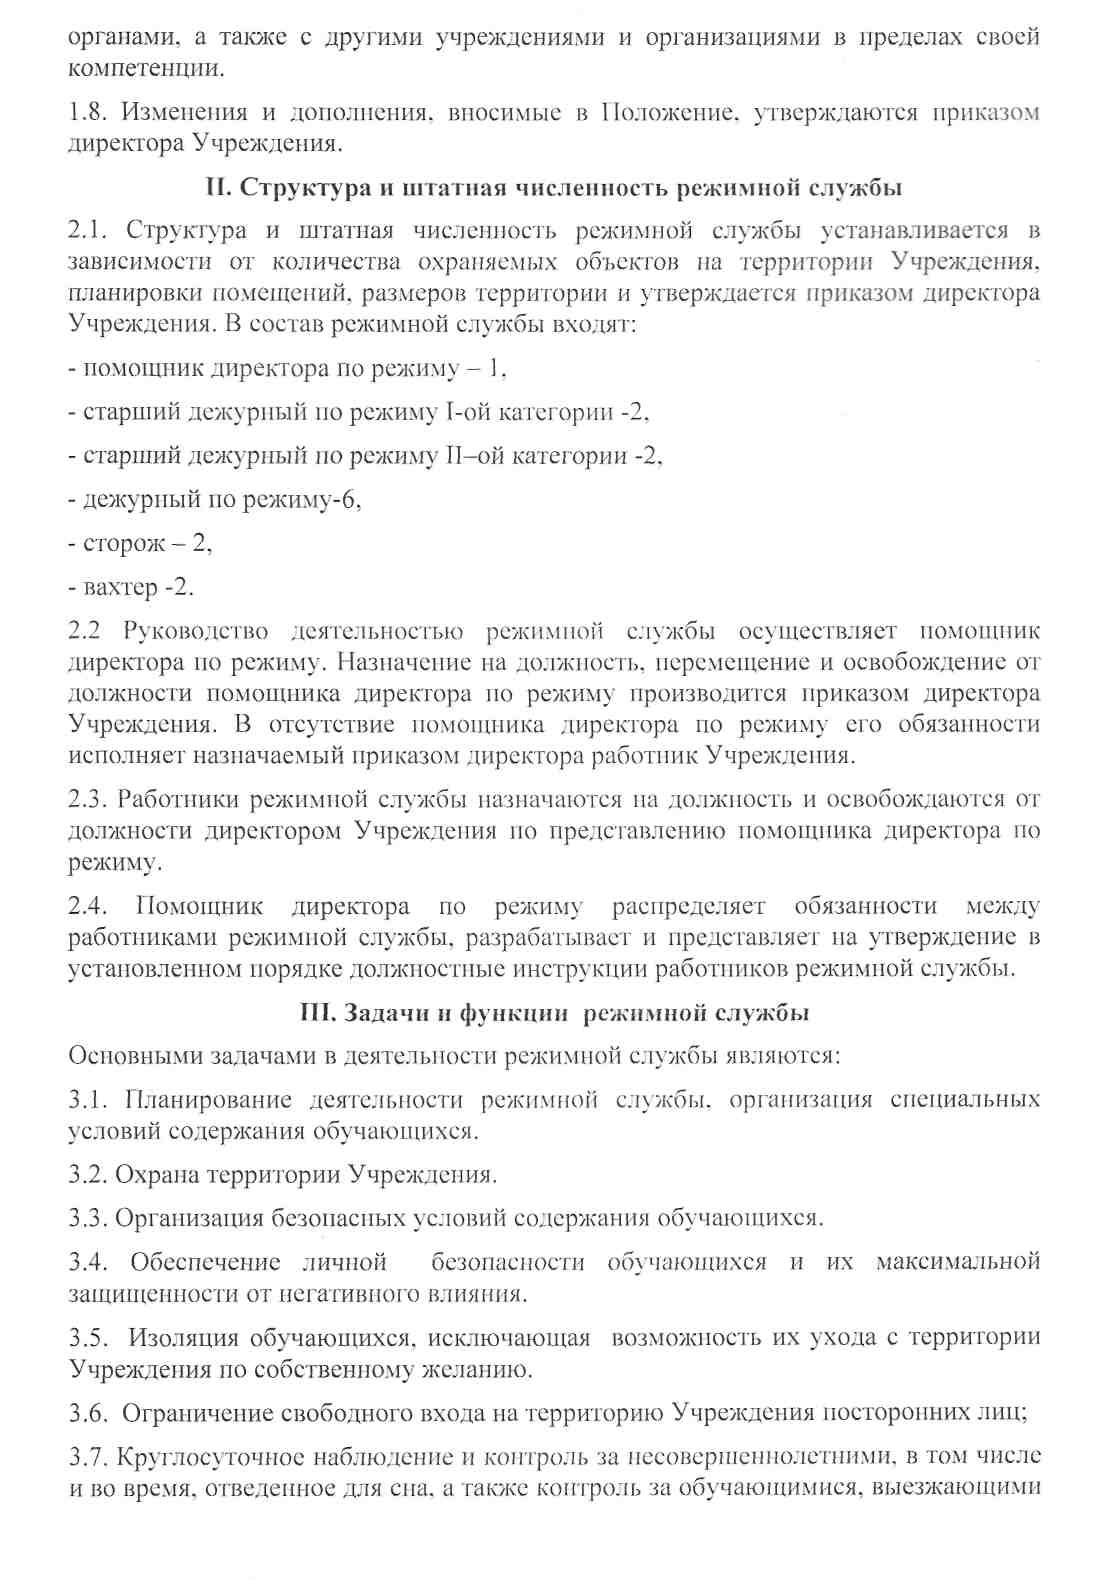 органами, а также с другими учреждениями и организациями в пределах своей
компетенции.
1.8. Изменения и дополнения, вносимые в Положение, утверждаются приказом
директора Учреждения.
II. Структура и штатная численность режимной службы
2.1. Структура и штатная численность режимной службы устанавливается в
зависимости от количества охраняемых объектов на территории Учреждения,
планировки помещений, размеров территории и утверждается приказом директора
Учреждения. В состав режимной службы входят:
- помощник директора по режиму – 1,
- старший дежурный по режиму I-ой категории -2,
- старший дежурный по режиму II–ой категории -2,
- дежурный по режиму-6,
- сторож – 2,
- вахтер -2.
2.2 Руководство деятельностью режимной службы осуществляет помощник
директора по режиму. Назначение на должность, перемещение и освобождение от
должности помощника директора по режиму производится приказом директора
Учреждения. В отсутствие помощника директора по режиму его обязанности
исполняет назначаемый приказом директора работник Учреждения.
2.3. Работники режимной службы назначаются на должность и освобождаются от
должности директором Учреждения по представлению помощника директора по
режиму.
2.4. Помощник директора по режиму распределяет обязанности между
работниками режимной службы, разрабатывает и представляет на утверждение в
установленном порядке должностные инструкции работников режимной службы.
III. Задачи и функции режимной службы
Основными задачами в деятельности режимной службы являются:
3.1. Планирование деятельности режимной службы, организация специальных
условий содержания обучающихся.
3.2. Охрана территории Учреждения.
3.3. Организация безопасных условий содержания обучающихся.
3.4. Обеспечение личной безопасности обучающихся и их максимальной
защищенности от негативного влияния.
3.5. Изоляция обучающихся, исключающая возможность их ухода с территории
Учреждения по собственному желанию.
3.6. Ограничение свободного входа на территорию Учреждения посторонних лиц;
3.7. Круглосуточное наблюдение и контроль за несовершеннолетними, в том числе
и во время, отведенное для сна, а также контроль за обучающимися, выезжающими